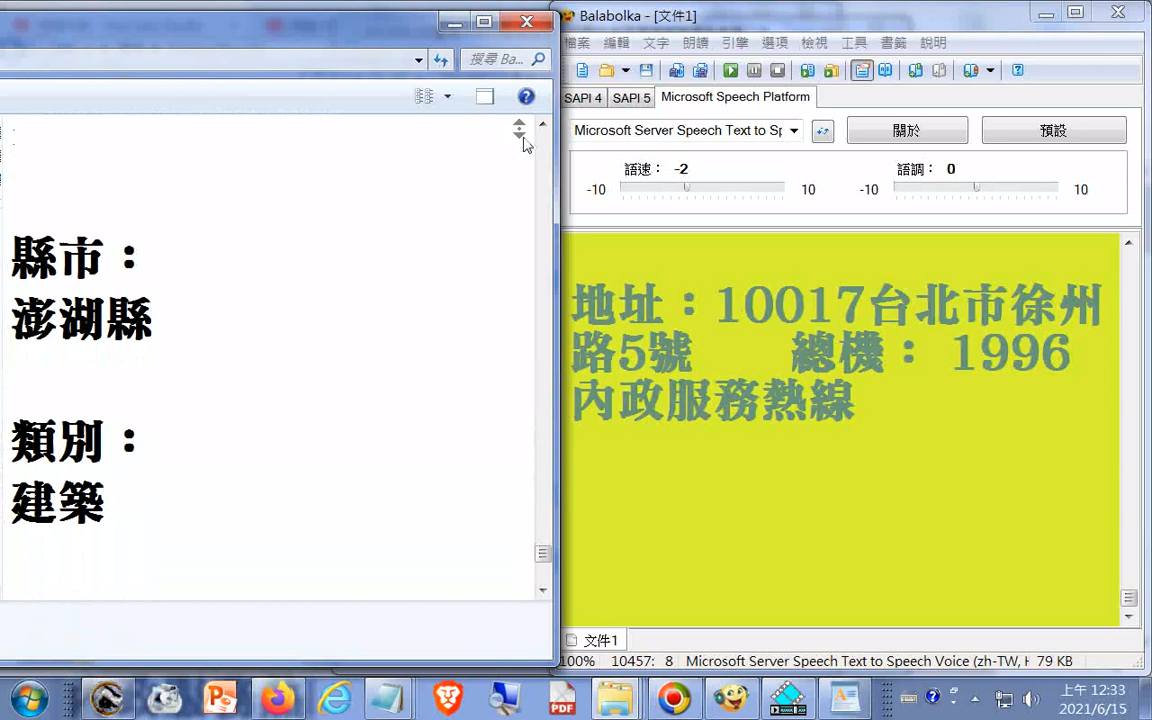 搜尋 Ba...
縣市：
澎湖縣
類別：
建築
Balabolka - [文件1]
檔案 編輯 文字 朗讀 引擎 選項 檢視 工具 書籤 說明
SAPI 4 SAPI 5 Microsoft Speech Platform
Microsoft Server Speech Text to Sp 關於 預設
語速： -2 語調： 0
-10 10 -10 10
地址：10017台北市徐州
路5號 總機： 1996
內政服務熱線
文件1
100% 10457: 8 Microsoft Server Speech Text to Speech Voice (zh-TW, H 79 KB
PDF
上午 12:33
2021/6/15